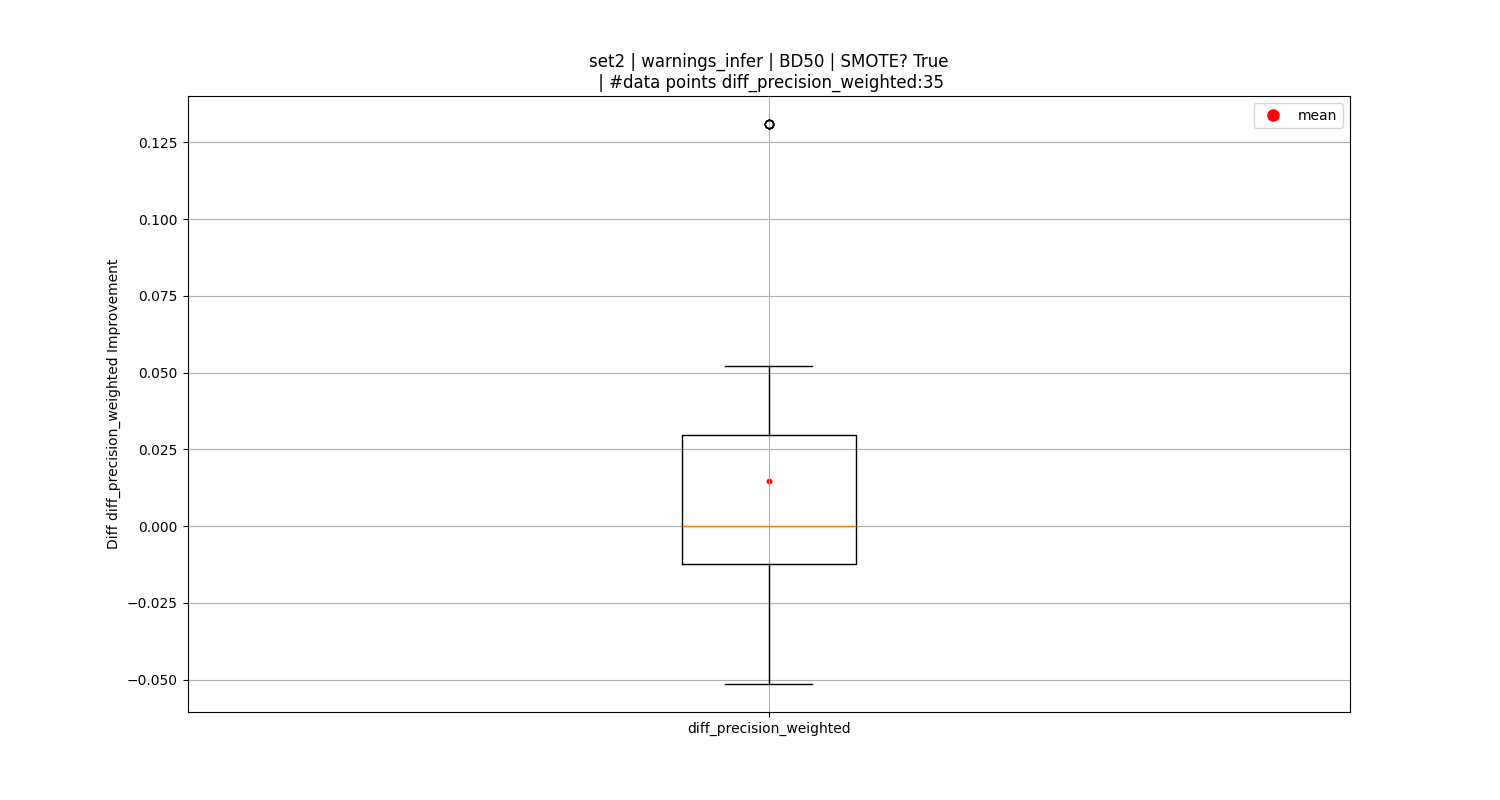 set2 | warnings_infer | BD50 | SMOTE? True
| #data points diff_precision_weighted:35
mean
0.125
0.100
0.075
0.050
0.025
0.000
−0.025
−0.050
Diff diff_precision_weighted Improvement
diff_precision_weighted